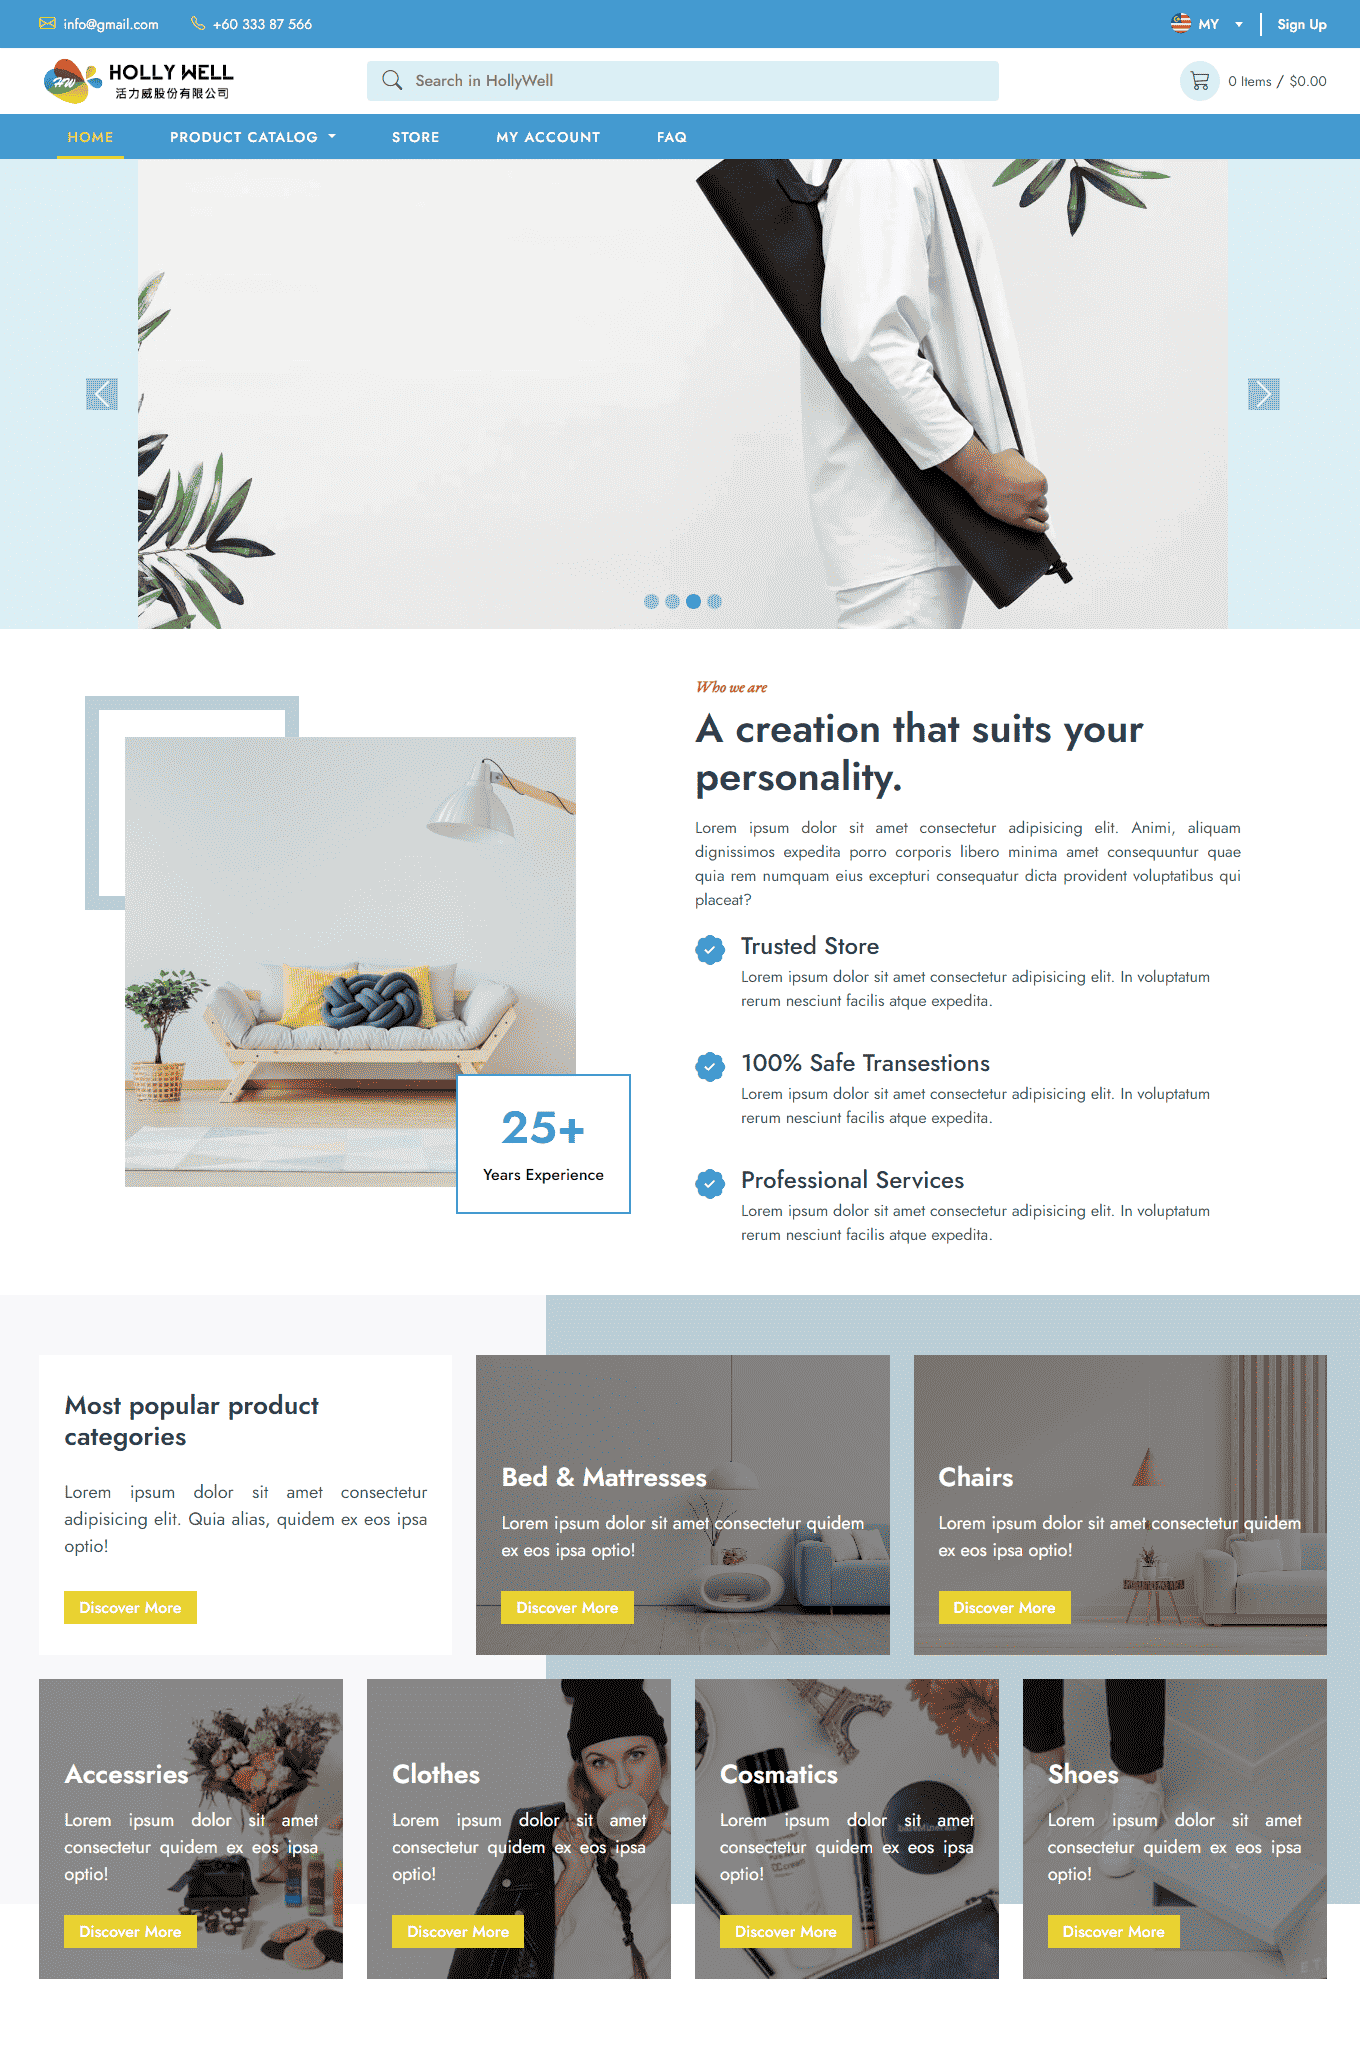 info@gmail.com +60 333 87 566 MY Sign Up
HW HOLLY WELL
活力威股份有限公司
Search in HollyWell
0 Items / $0.00
HOME PRODUCT CATALOG STORE MY ACCOUNT FAQ
Who we are
A creation that suits your
personality.
Lorem ipsum dolor sit amet consectetur adipisicing elit. Animi, aliquam
dignissimos expedita porro corporis libero minima amet consequuntur quae
quia rem numquam eius excepturi consequatur dicta provident voluptatibus qui
placeat?
Trusted Store
Lorem ipsum dolor sit amet consectetur adipisicing elit. In voluptatum
rerum nesciunt facilis atque expedita.
100% Safe Transestions
Lorem ipsum dolor sit amet consectetur adipisicing elit. In voluptatum
rerum nesciunt facilis atque expedita.
Professional Services
Lorem ipsum dolor sit amet consectetur adipisicing elit. In voluptatum
rerum nesciunt facilis atque expedita.
25+
Years Experience
Most popular product
categories
Lorem ipsum dolor sit amet consectetur
adipisicing elit. Quia alias, quidem ex eos ipsa
optio!
Discover More
Bed & Mattresses
Lorem ipsum dolor sit amet consectetur quidem
ex eos ipsa optio!
Discover More
Chairs
Lorem ipsum dolor sit amet consectetur quidem
ex eos ipsa optio!
Discover More
Accessries
Lorem ipsum dolor sit amet
consectetur quidem ex eos ipsa
optio!
Discover More
Clothes
Lorem ipsum dolor sit amet
consectetur quidem ex eos ipsa
optio!
Discover More
Cosmatics
Lorem ipsum dolor sit amet
consectetur quidem ex eos ipsa
optio!
Discover More
Shoes
Lorem ipsum dolor sit amet
consectetur quidem ex eos ipsa
optio!
Discover More